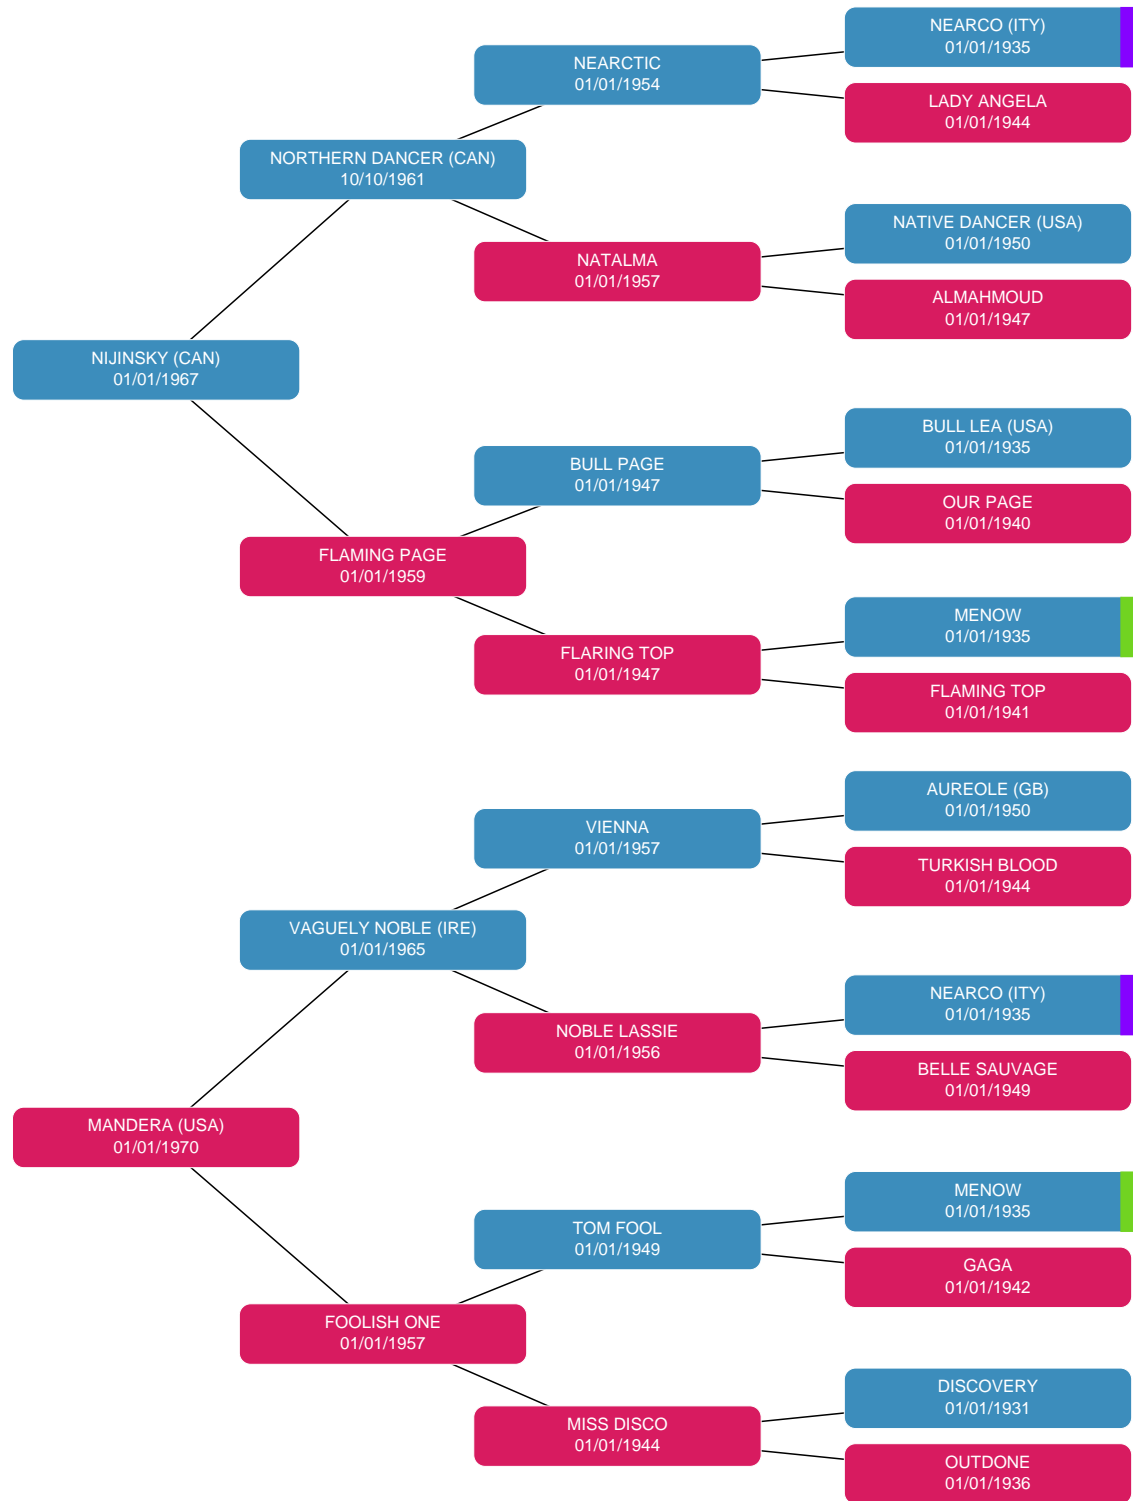 NEARCO (ITY)
01/01/1935
NEARCTIC
01/01/1954
LADY ANGELA
01/01/1944
NORTHERN DANCER (CAN)
10/10/1961
NATIVE DANCER (USA)
01/01/1950
NATALMA
01/01/1957
ALMAHMOUD
01/01/1947
NIJINSKY (CAN)
01/01/1967
BULL LEA (USA)
01/01/1935
BULL PAGE
01/01/1947
OUR PAGE
01/01/1940
FLAMING PAGE
01/01/1959
MENOW
01/01/1935
FLARING TOP
01/01/1947
FLAMING TOP
01/01/1941
AUREOLE (GB)
01/01/1950
VIENNA
01/01/1957
TURKISH BLOOD
01/01/1944
VAGUELY NOBLE (IRE)
01/01/1965
NEARCO (ITY)
01/01/1935
NOBLE LASSIE
01/01/1956
BELLE SAUVAGE
01/01/1949
MANDERA (USA)
01/01/1970
MENOW
01/01/1935
TOM FOOL
01/01/1949
GAGA
01/01/1942
FOOLISH ONE
01/01/1957
DISCOVERY
01/01/1931
MISS DISCO
01/01/1944
OUTDONE
01/01/1936